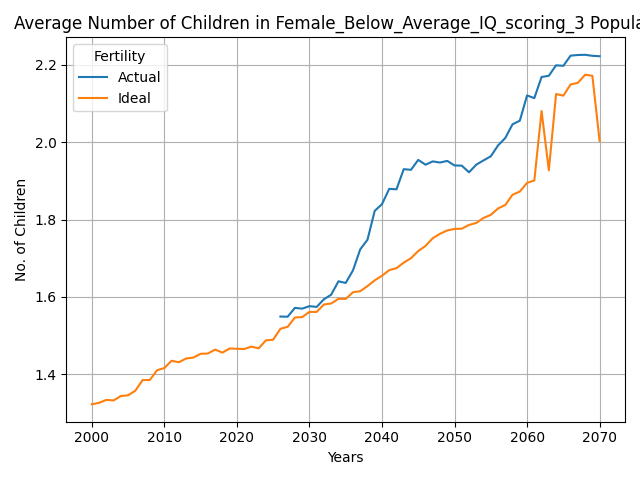 Average Number of Children in Female_Below_Average_IQ_scoring_3 Popula
Fertility
Actual
Ideal
2.2
2.0
1.8
1.6
1.4
No. of Children
2000 2010 2020 2030 2040 2050 2060 2070
Years